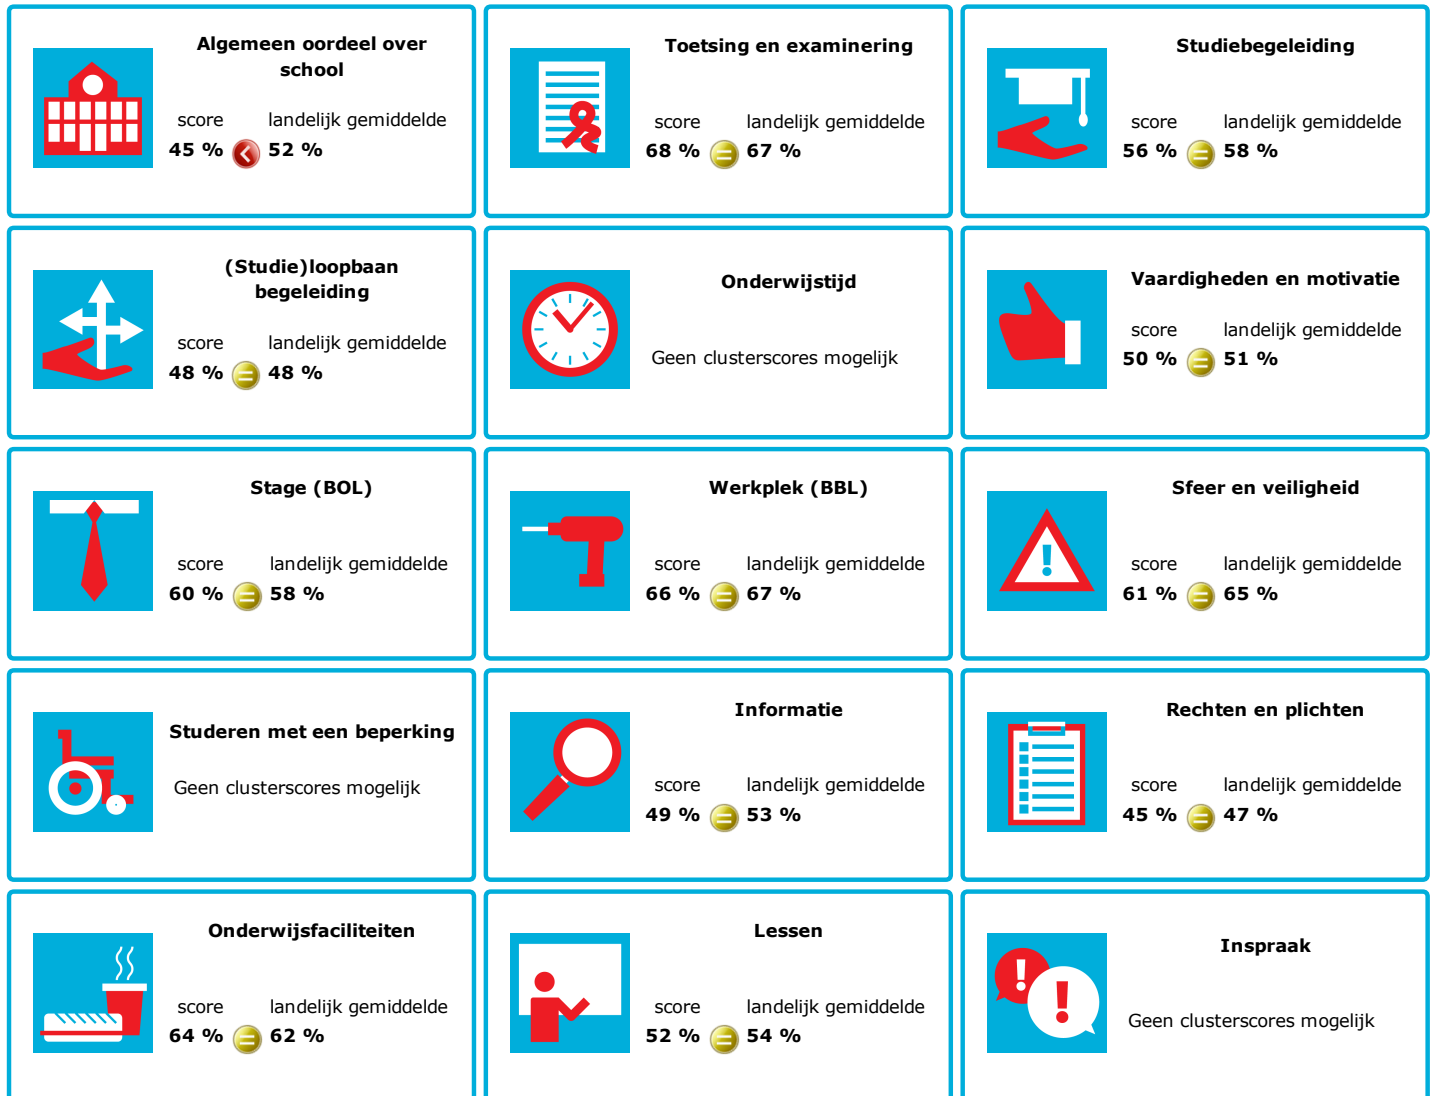 Algemeen oordeel over
school
score landelijk gemiddelde
45 % 52 %
Toetsing en examinering
score landelijk gemiddelde
68 % = 67 %
Studiebegeleiding
score landelijk gemiddelde
56 % = 58 %
(Studie)loopbaan
begeleiding
score landelijk gemiddelde
48 % = 48 %
Onderwijstijd
Geen clusterscores mogelijk
Vaardigheden en motivatie
score landelijk gemiddelde
50 % = 51 %
Stage (BOL)
score landelijk gemiddelde
60 % = 58 %
Werkplek (BBL)
score landelijk gemiddelde
66 % = 67 %
!
Sfeer en veiligheid
score landelijk gemiddelde
61 % = 65 %
Studeren met een beperking
Geen clusterscores mogelijk
Informatie
score landelijk gemiddelde
49 % = 53 %
Rechten en plichten
score landelijk gemiddelde
45 % = 47 %
Onderwijsfaciliteiten
score landelijk gemiddelde
64 % = 62 %
Lessen
score landelijk gemiddelde
52 % = 54 %
! !
Inspraak
Geen clusterscores mogelijk